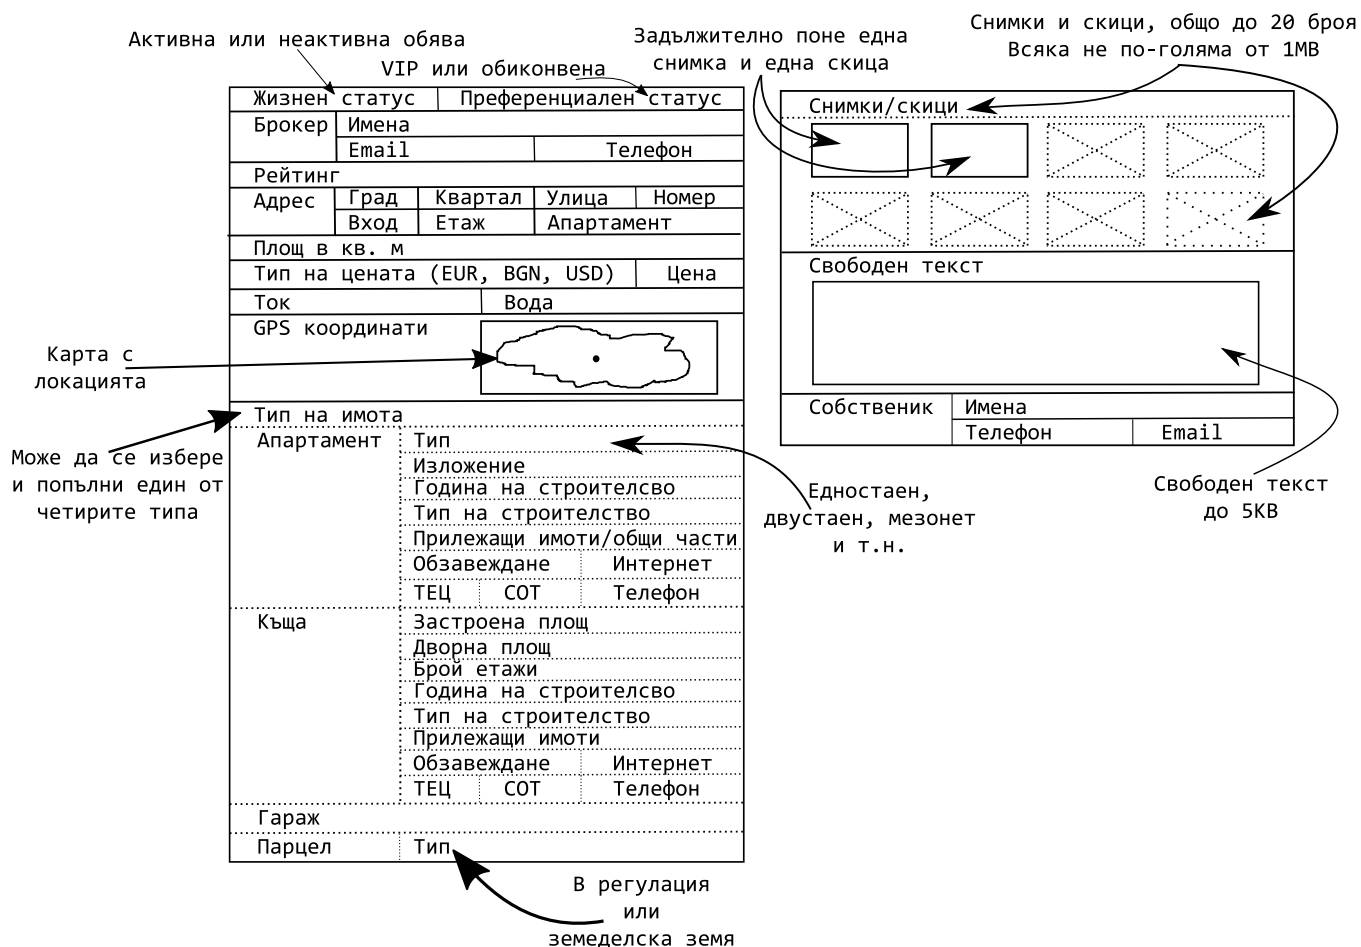 Активна или неактивна обява
VIP или обиконвена
Жизнен статус Преференциален статус
Брокер Имена
Email Телефон
Рейтинг
Адрес Град Квартал Улица Номер
Вход Етаж Апартамент
Площ в кв. м
Тип на цената (EUR, BGN, USD) Цена
Ток Вода
GPS координати
Карта с
локацията
Тип на имота
Може да се избере
и попълни един от
четирите типа
Апартамент Тип
Изложение
Година на строителсво
Тип на строителство
Прилежащи имоти/общи части
Обзавеждане Интернет
ТЕЦ СОТ Телефон
Къща Застроена площ
Дворна площ
Брой етажи
Година на строителсво
Тип на строителство
Прилежащи имоти
Обзавеждане Интернет
ТЕЦ СОТ Телефон
Гараж
Парцел Тип
В регулация
или
земеделска земя
Задължително поне една
снимка и една скица
Снимки и скици, общо до 20 броя
Всяка не по-голяма от 1MB
Снимки/скици
Свободен текст
Собственик Имена
Телефон Email
Едностаен,
двустаен, мезонет
и т.н.
Свободен текст
до 5KB